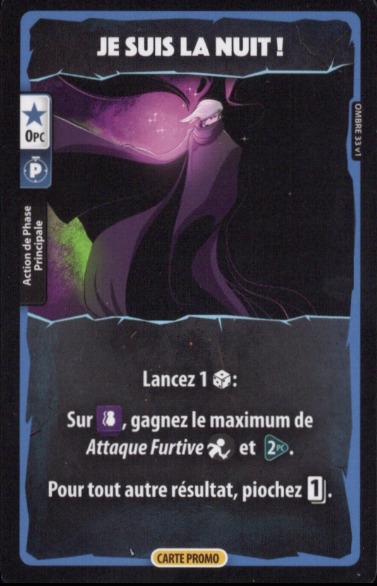 JE SUIS LA NUIT !
0PC
P
Action de Phase
Principale
OMBRE 33 v1
Lancez 1 :
Sur , gagnez le maximum de
Attaque Furtive et 2PC.
Pour tout autre résultat, piochez 1.
CARTE PROMO